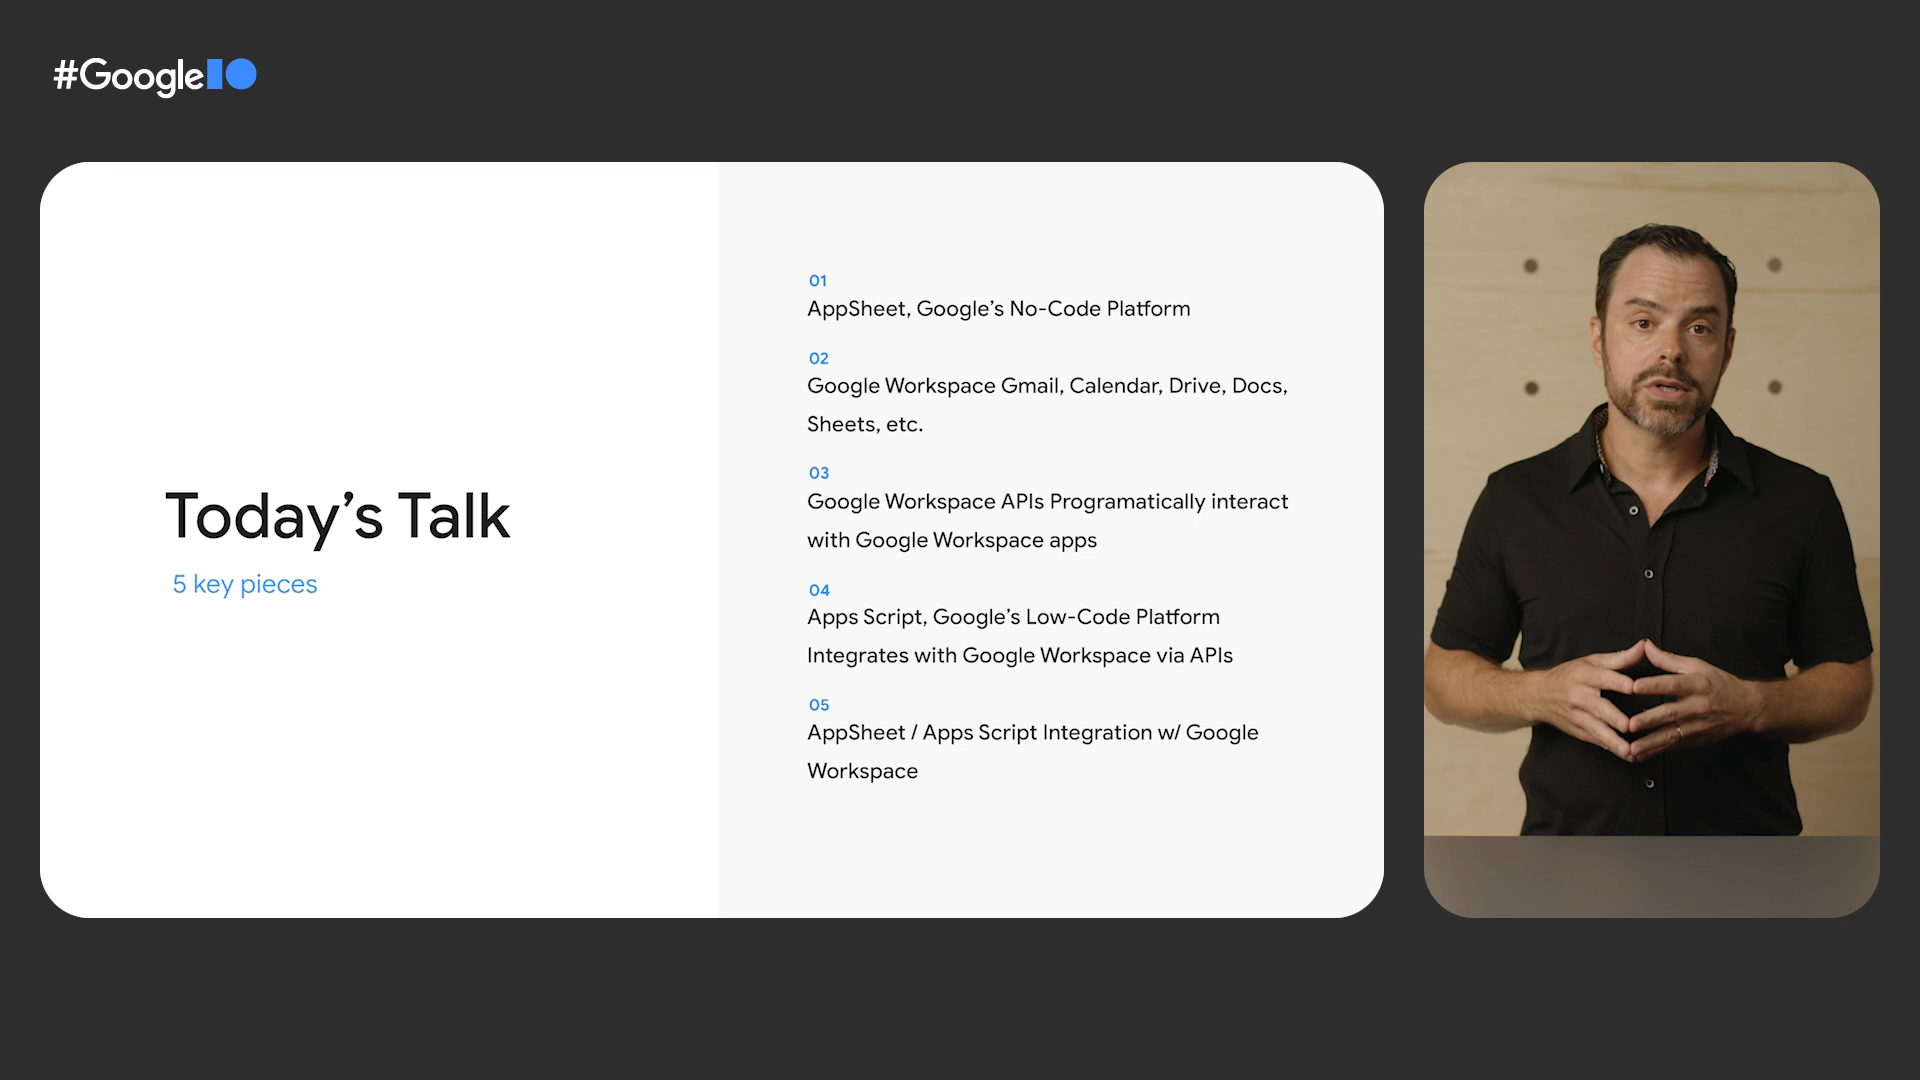 #GoogleIO
Today’s Talk
5 key pieces
01
AppSheet, Google’s No-Code Platform
02
Google Workspace Gmail, Calendar, Drive, Docs,
Sheets, etc.
03
Google Workspace APIs Programatically interact
with Google Workspace apps
04
Apps Script, Google’s Low-Code Platform
Integrates with Google Workspace via APIs
05
AppSheet / Apps Script Integration w/ Google
Workspace